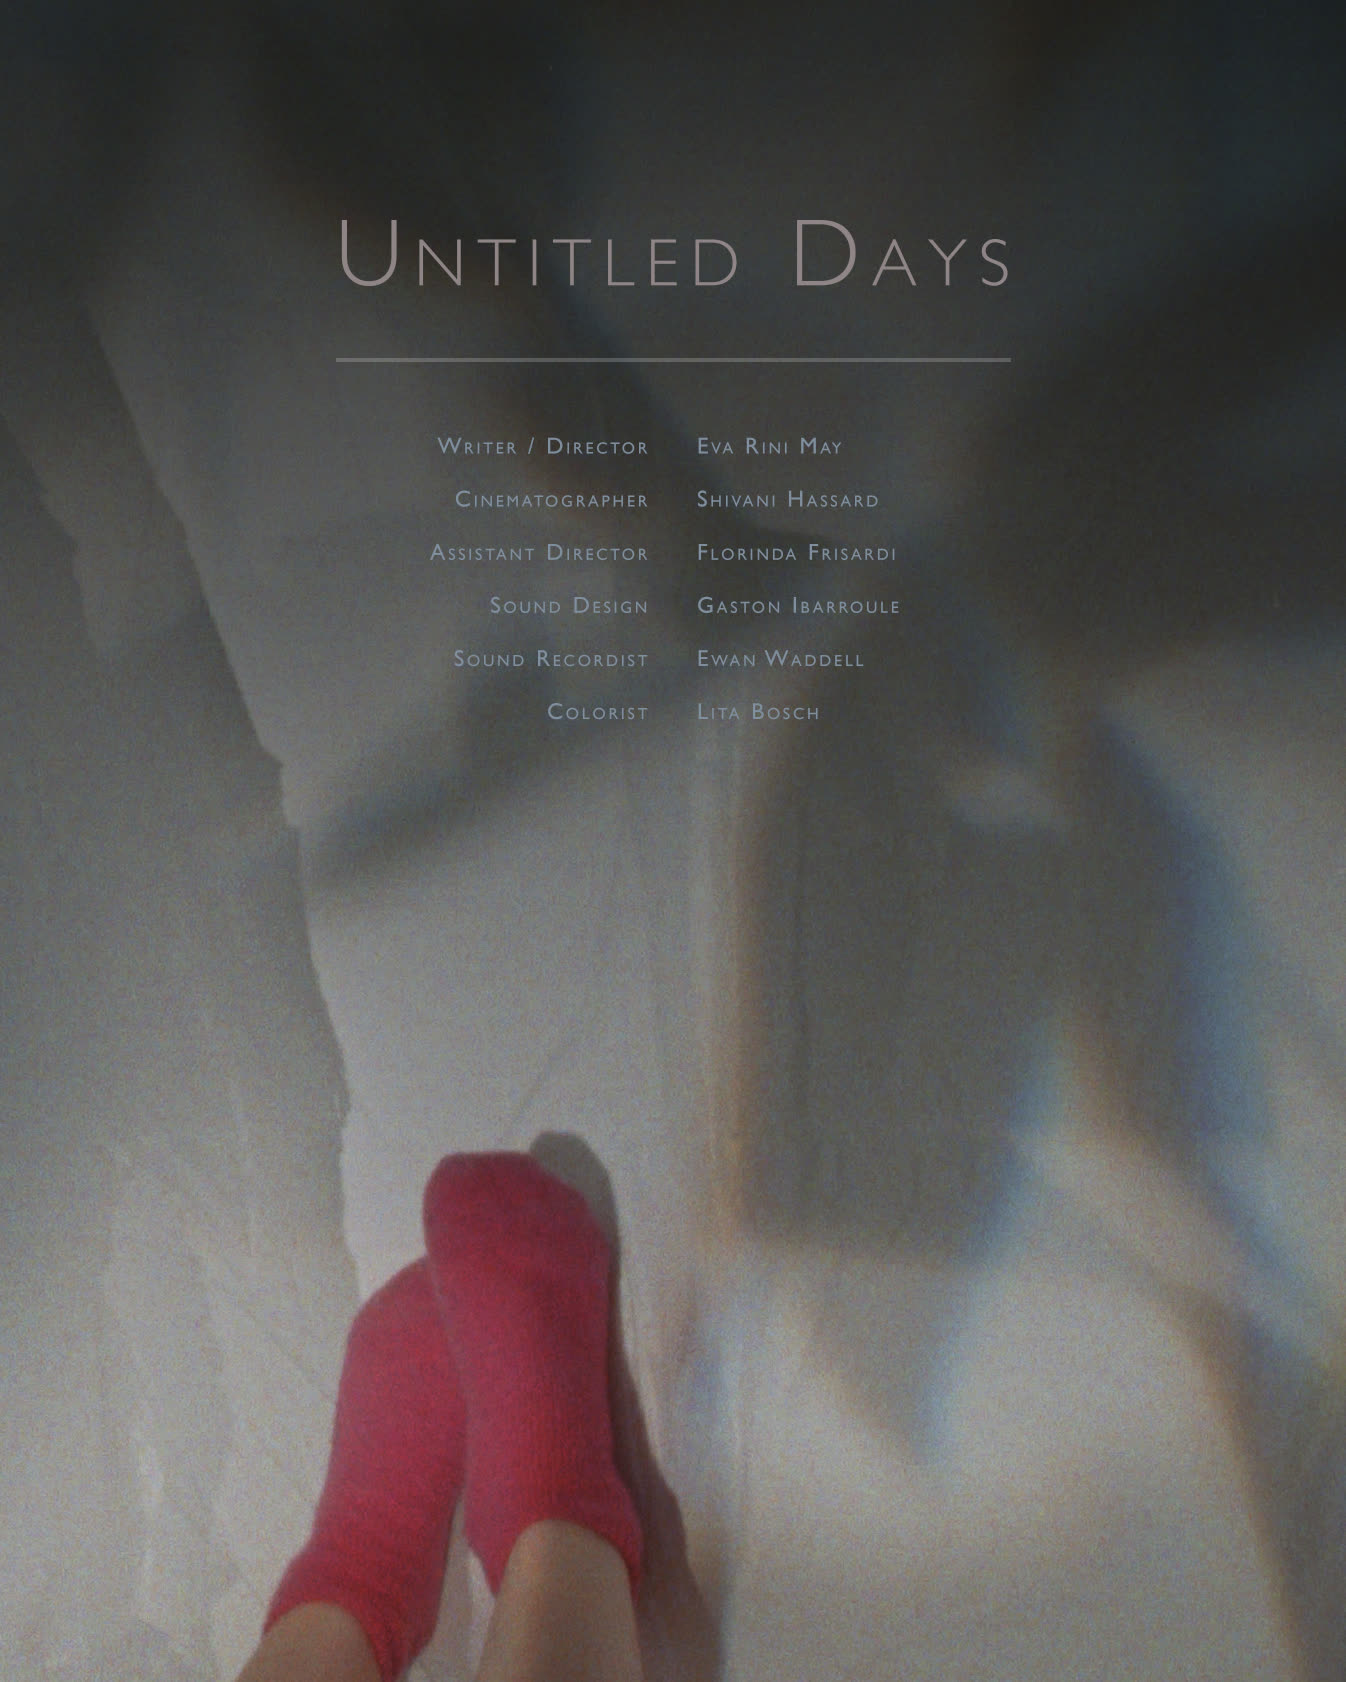 Untitled Days
Writer / Director Eva Rini May
Cinematographer Shivani Hassard
Assistant Director Florinda Frisardi
Sound Design Gaston Ibarroule
Sound Recordist Ewan Waddell
Colorist Lita Bosch